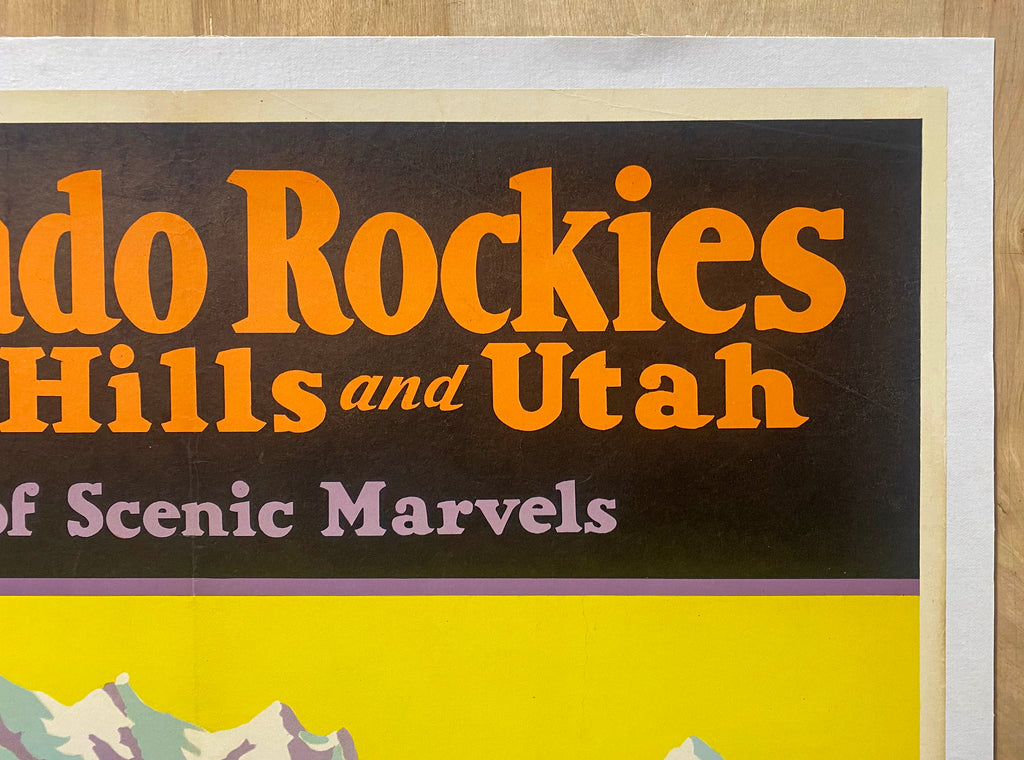 ado Rockies
Hills and Utah
of Scenic Marvels